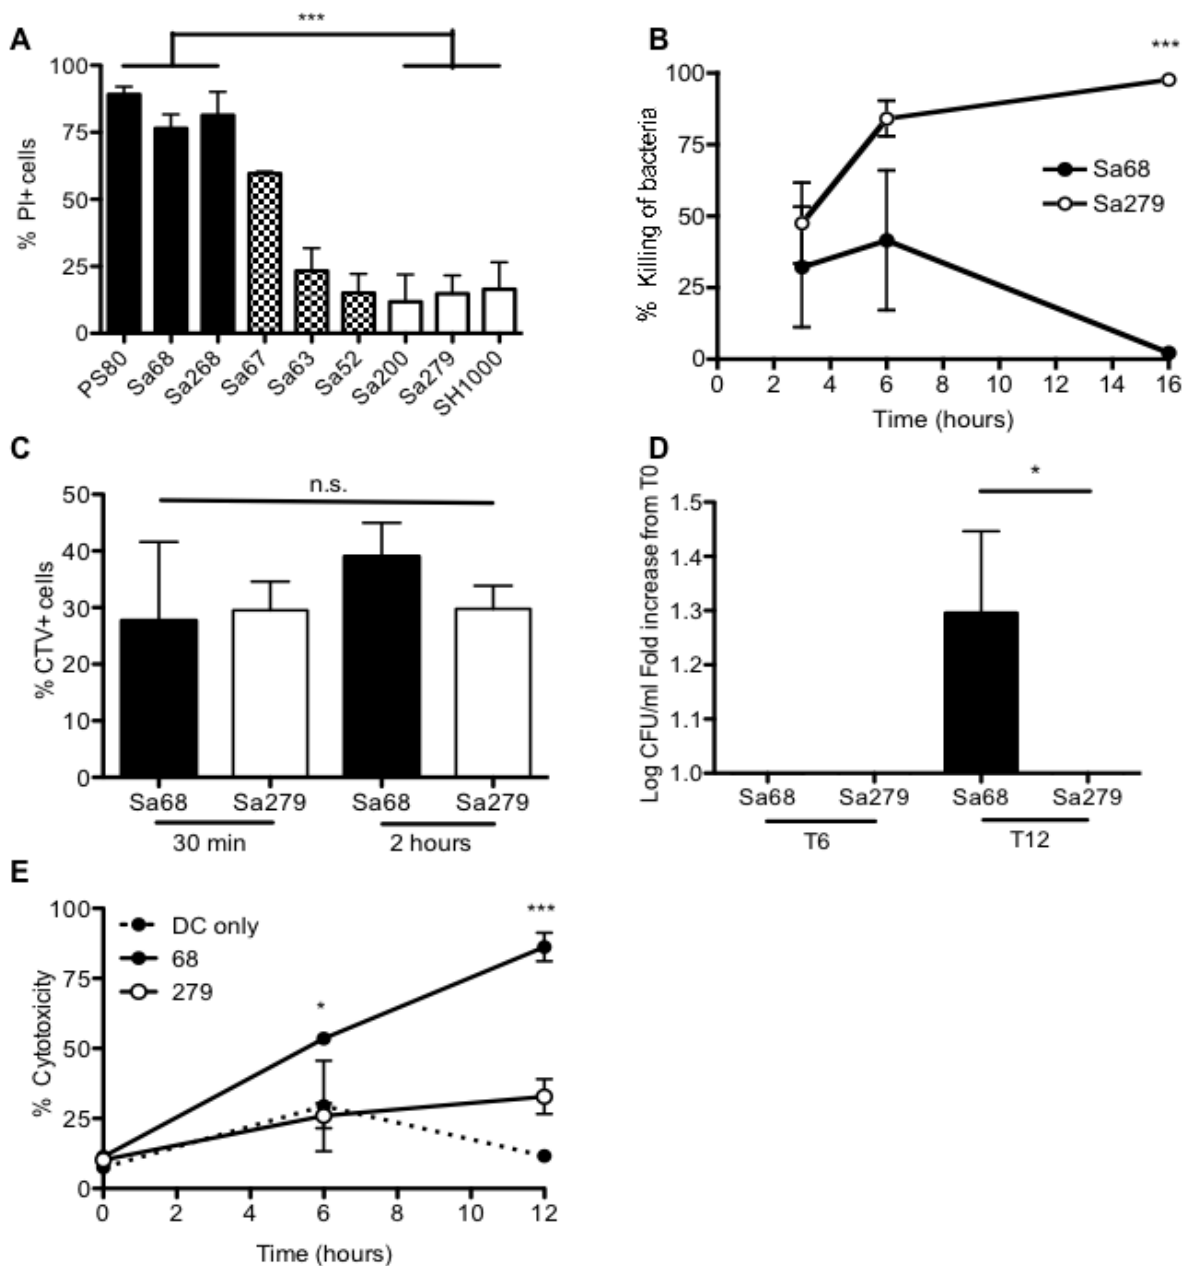 A
***
% PI+ cells
100
75
50
25
0
PS80
Sa68
Sa268
Sa67
Sa63
Sa52
Sa200
Sa279
SH1000
B
***
% Killing of bacteria
100
75
50
25
0
Sa68
Sa279
0 2 4 6 8 10 12 14 16
Time (hours)
C
n.s.
% CTV+ cells
50
40
30
20
10
0
Sa68 Sa279 Sa68 Sa279
30 min 2 hours
D
*
Log CFU/ml Fold increase from T0
1.5
1.4
1.3
1.2
1.1
1.0
Sa68 Sa279 Sa68 Sa279
T6 T12
E
***
*
% Cytotoxicity
100
75
50
25
0
DC only
68
279
0 2 4 6 8 10 12
Time (hours)